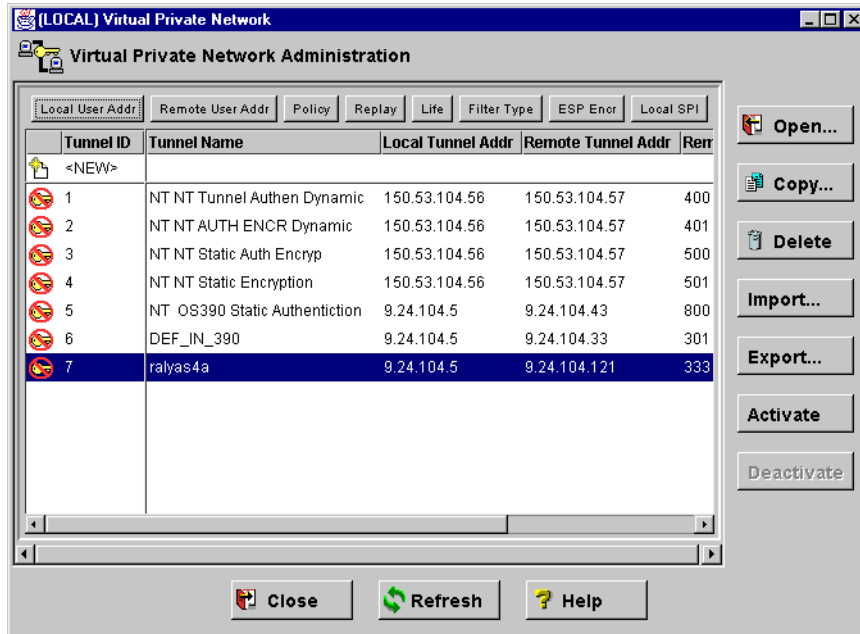 (LOCAL) Virtual Private Network
Virtual Private Network Administration
Local User Addr Remote User Addr Policy Replay Life Filter Type ESP Encr Local SPI
Tunnel ID Tunnel Name Local Tunnel Addr Remote Tunnel Addr Rem
<NEW>
1 NT NT Tunnel Authen Dynamic 150.53.104.56 150.53.104.57 400
2 NT NT AUTH ENCR Dynamic 150.53.104.56 150.53.104.57 401
3 NT NT Static Auth Encryp 150.53.104.56 150.53.104.57 500
4 NT NT Static Encryption 150.53.104.56 150.53.104.57 501
5 NT OS390 Static Authentiction 9.24.104.5 9.24.104.43 800
6 DEF_IN_390 9.24.104.5 9.24.104.33 301
7 ralyas4a 9.24.104.5 9.24.104.121 333
Open...
Copy...
Delete
Import...
Export...
Activate
Deactivate
Close Refresh Help